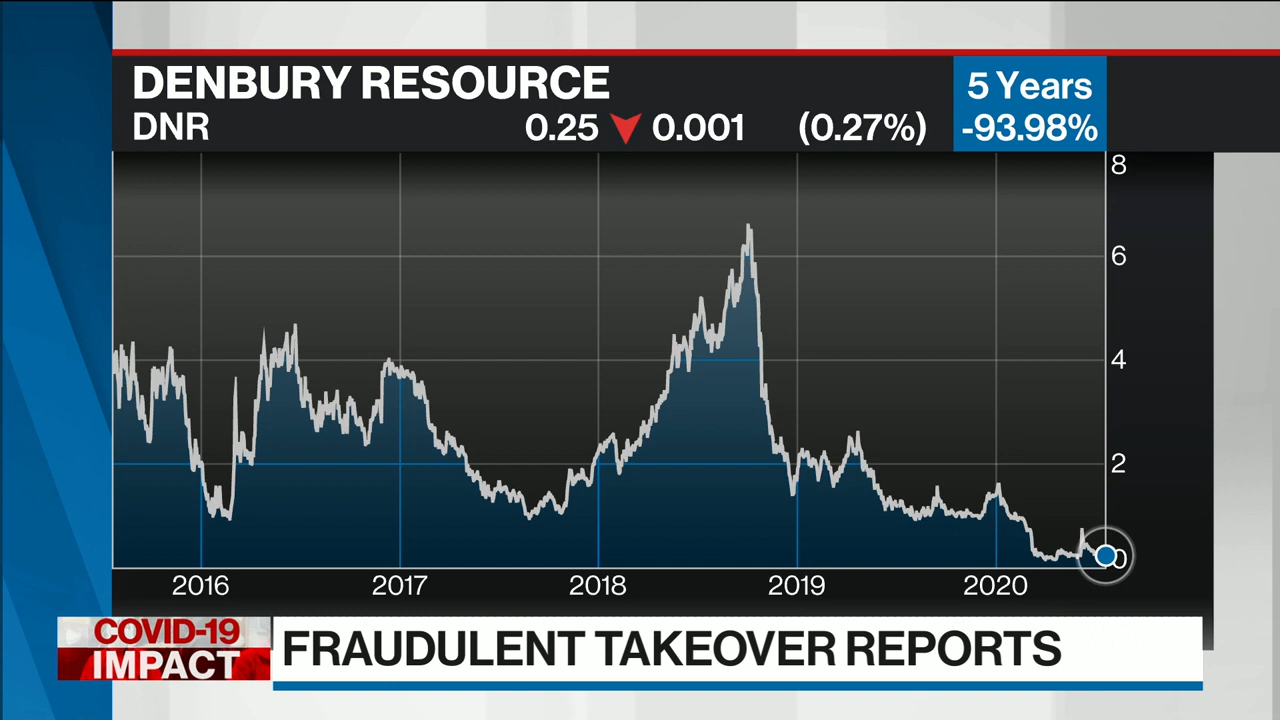 DENBURY RESOURCE
DNR 0.25 0.001 (0.27%)
5 Years
-93.98%
8
6
4
2
0
2016 2017 2018 2019 2020
COVID-19
IMPACT
FRAUDULENT TAKEOVER REPORTS